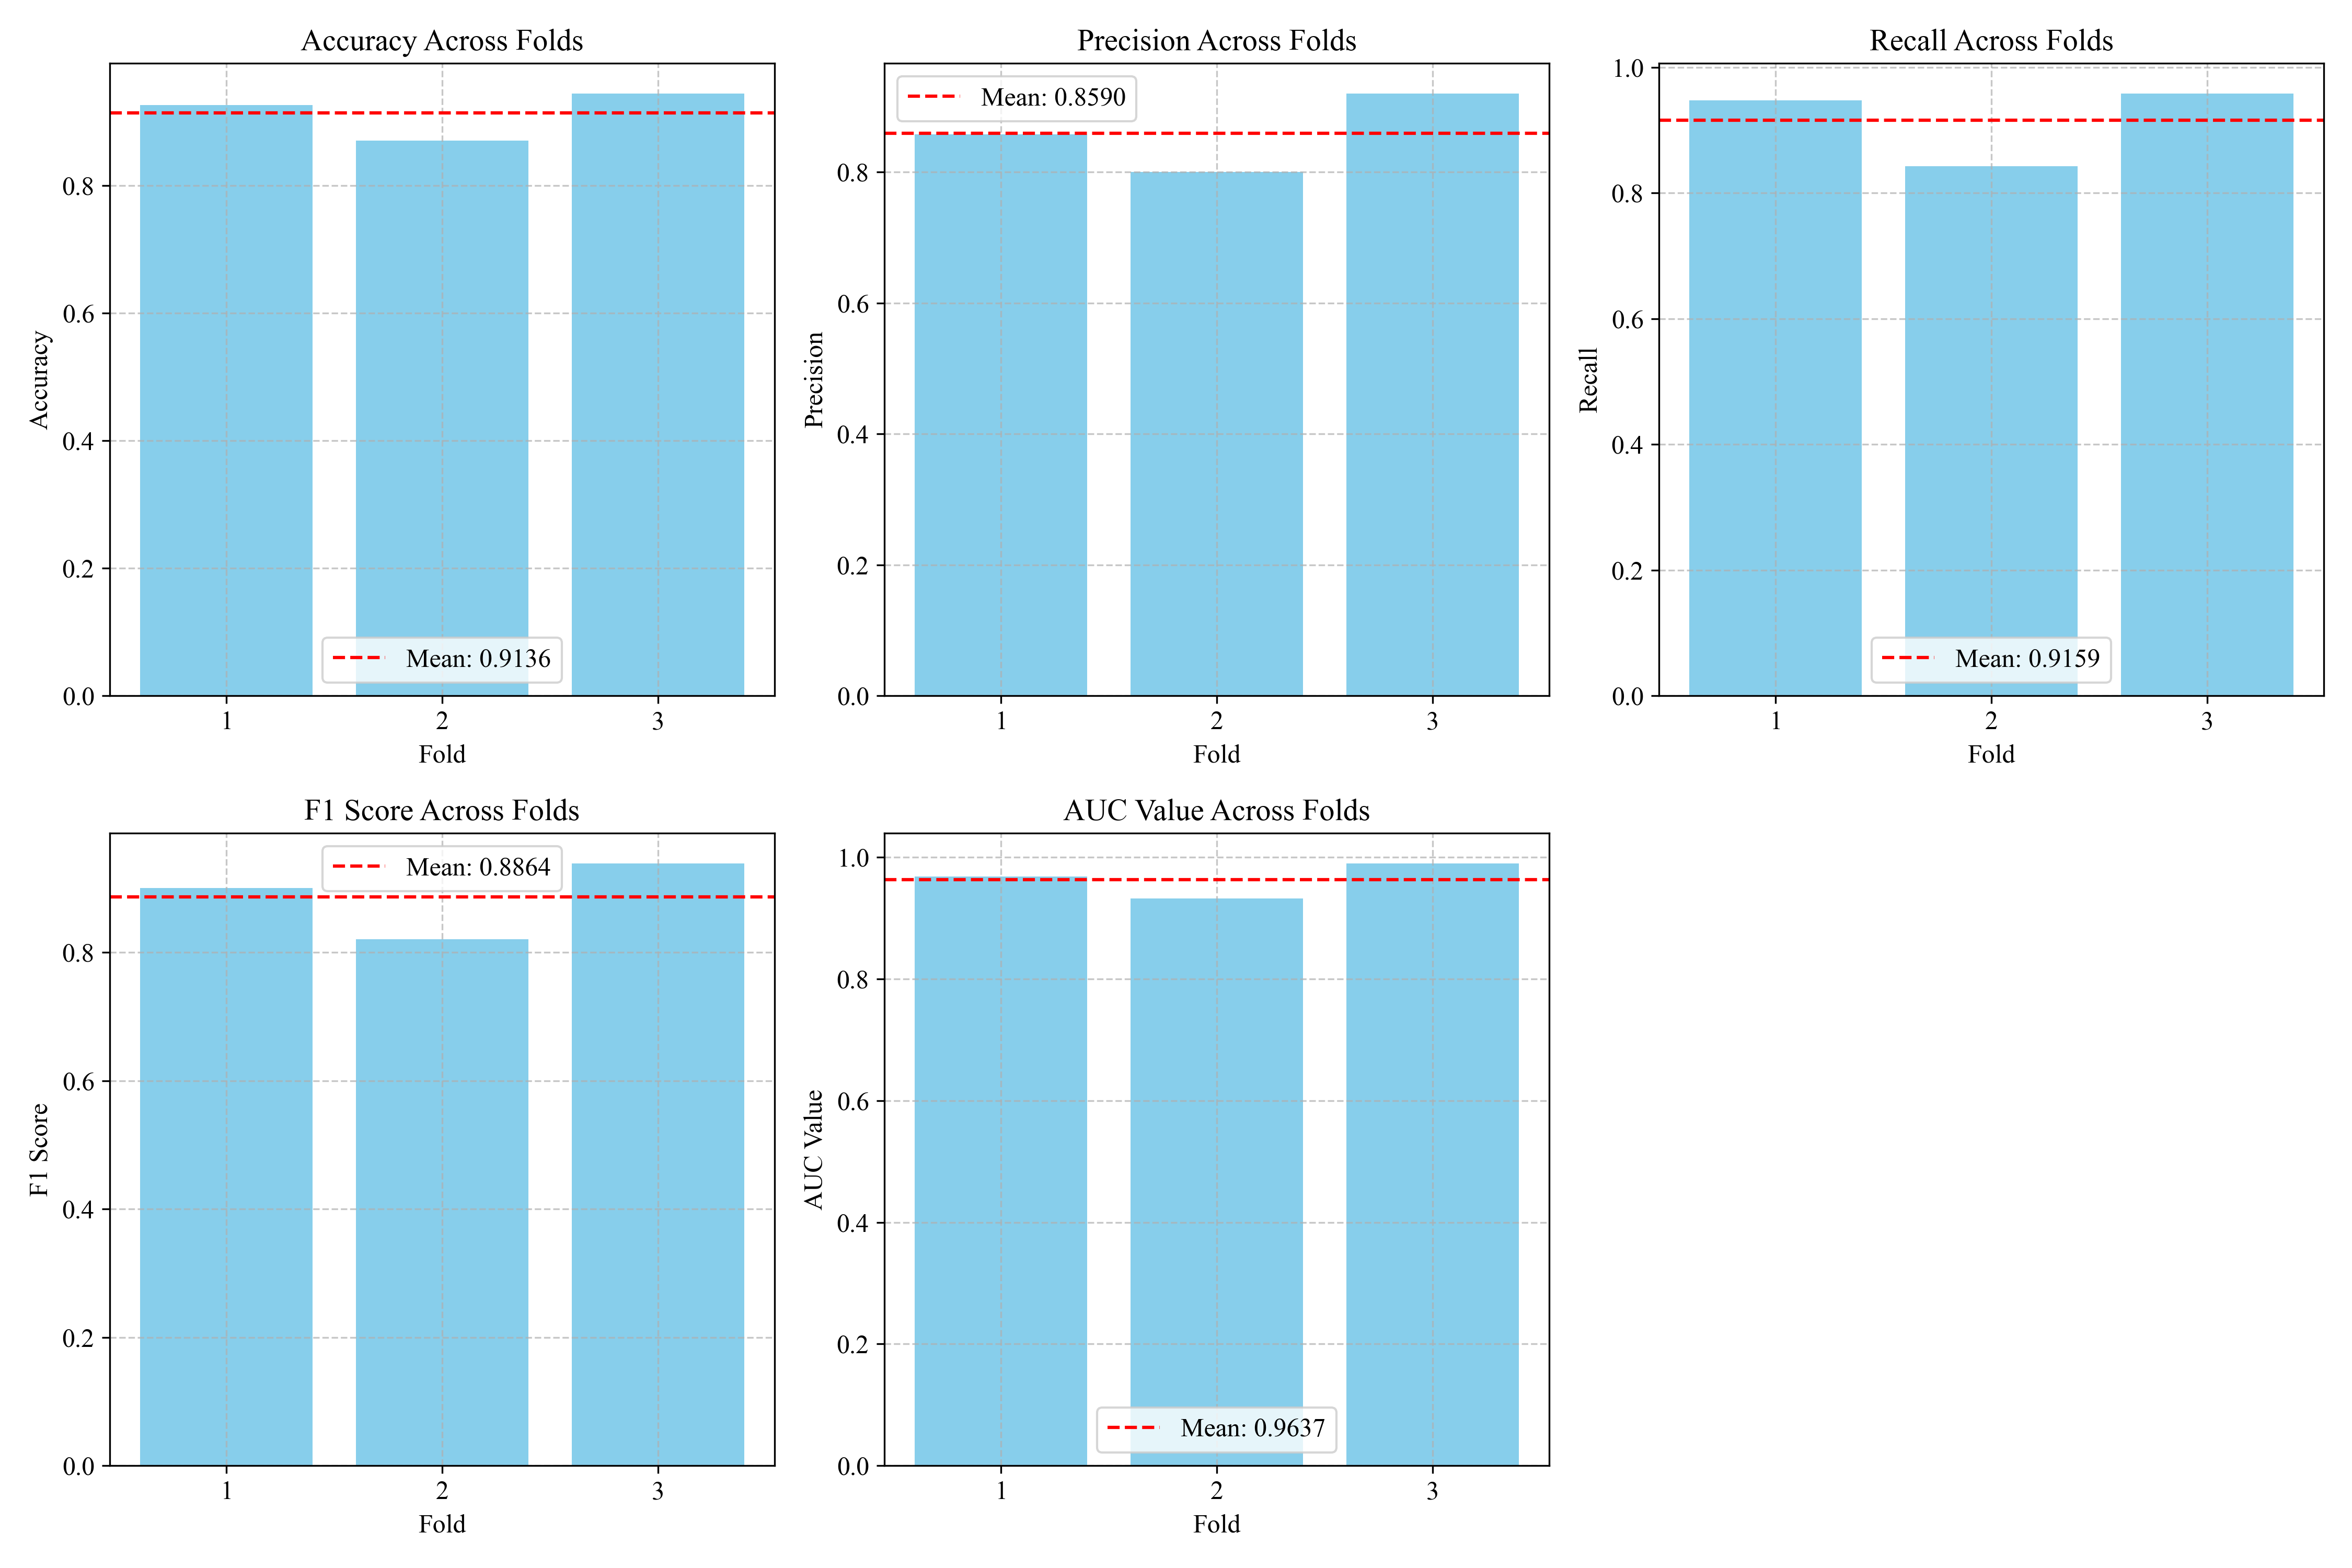 Accuracy Across Folds
Accuracy
0.8
0.6
0.4
0.2
0.0
Mean: 0.9136
1 2 3
Fold
Precision Across Folds
Precision
Mean: 0.8590
0.8
0.6
0.4
0.2
0.0
1 2 3
Fold
Recall Across Folds
Recall
1.0
0.8
0.6
0.4
0.2
0.0
Mean: 0.9159
1 2 3
Fold
F1 Score Across Folds
F1 Score
Mean: 0.8864
0.8
0.6
0.4
0.2
0.0
1 2 3
Fold
AUC Value Across Folds
AUC Value
1.0
0.8
0.6
0.4
0.2
0.0
Mean: 0.9637
1 2 3
Fold